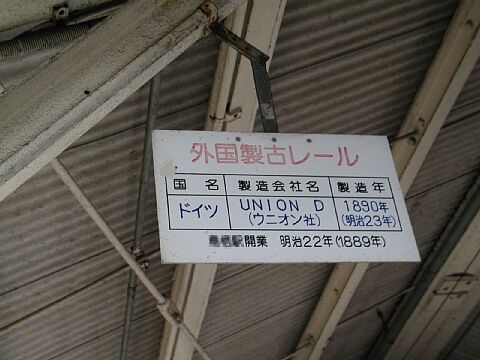 外国製古レール
国名 製造会社名 製造年
ドイツ UNION D 1890年
(ウニオン社) (明治23年)
開業 明治22年(1889年)